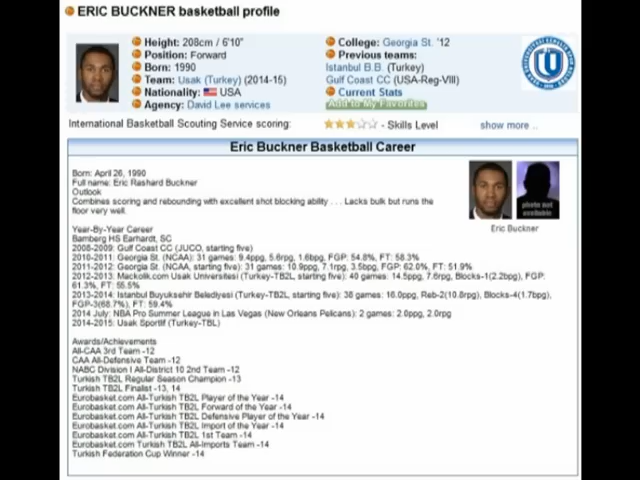 ERIC BUCKNER basketball profile
Height: 208cm / 6'10"
Position: Forward
Born: 1990
Team: Usak (Turkey) (2014-15)
Nationality: USA
Agency: David Lee services
College: Georgia St. '12
Previous teams:
Istanbul B.B. (Turkey)
Gulf Coast CC (USA-Reg-VIII)
Current Stats
Add to My Favorites
International Basketball Scouting Service scoring: - Skills Level show more ..
Eric Buckner Basketball Career
Born: April 26, 1990
Full name: Eric Rashard Buckner
Outlook
Combines scoring and rebounding with excellent shot blocking ability . . . Lacks bulk but runs the
floor very well.
photo not
available
Eric Buckner
Year-By-Year Career
Bamberg HS Earhardt, SC
2008-2009: Gulf Coast CC (JUCO, starting five)
2010-2011: Georgia St. (NCAA): 31 games: 9.4ppg, 5.6rpg, 1.6bpg, FGP: 54.8%, FT: 58.3%
2011-2012: Georgia St. (NCAA, starting five): 31 games: 10.9ppg, 7.1rpg, 3.5bpg, FGP: 62.0%, FT: 51.9%
2012-2013: Mackolik.com Usak Universitesi (Turkey-TB2L, starting five): 40 games: 14.5ppg, 7.6rpg, Blocks-1(2.2bpg), FGP:
61.3%, FT: 55.5%
2013-2014: Istanbul Buyuksehir Belediyesi (Turkey-TB2L, starting five): 38 games: 16.0ppg, Reb-2(10.8rpg), Blocks-4(1.7bpg),
FGP-3(68.7%), FT: 59.4%
2014 July: NBA Pro Summer League in Las Vegas (New Orleans Pelicans): 2 games: 2.0ppg, 2.0rpg
2014-2015: Usak Sportif (Turkey-TBL)
Awards/Achievements
All-CAA 3rd Team -12
CAA All-Defensive Team -12
NABC Division I All-District 10 2nd Team -12
Turkish TB2L Regular Season Champion -13
Turkish TB2L Finalist -13, 14
Eurobasket.com All-Turkish TB2L Player of the Year -14
Eurobasket.com All-Turkish TB2L Forward of the Year -14
Eurobasket.com All-Turkish TB2L Defensive Player of the Year -14
Eurobasket.com All-Turkish TB2L Import of the Year -14
Eurobasket.com All-Turkish TB2L 1st Team -14
Eurobasket.com Turkish TB2L All-Imports Team -14
Turkish Federation Cup Winner -14